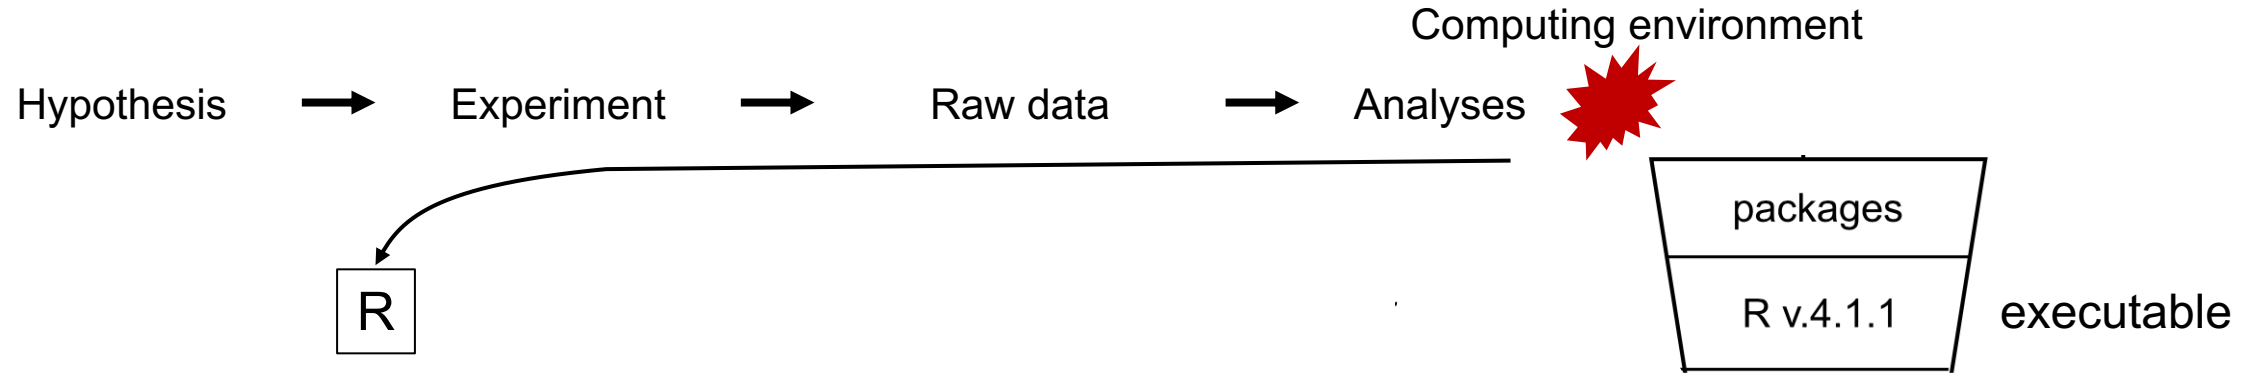 Computing environment
Hypothesis
Experiment
Raw data
Analyses
packages
R
R v.4.1.1
executable